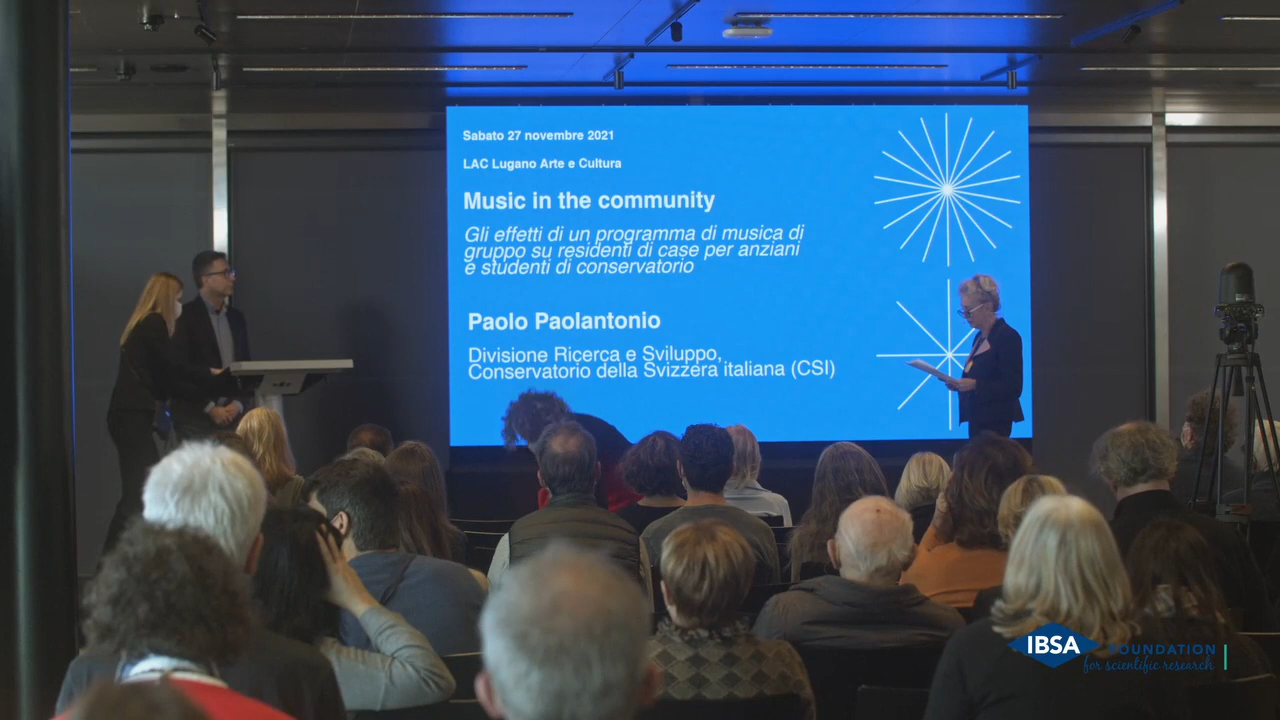 Sabato 27 novembre 2021
LAC Lugano Arte e Cultura
Music in the community
Gli effetti di un programma di musica di
gruppo su residenti di case per anziani
e studenti di conservatorio
Paolo Paolantonio
Divisione Ricerca e Sviluppo,
Conservatorio della Svizzera italiana (CSI)
IBSA FOUNDATION
for scientific research